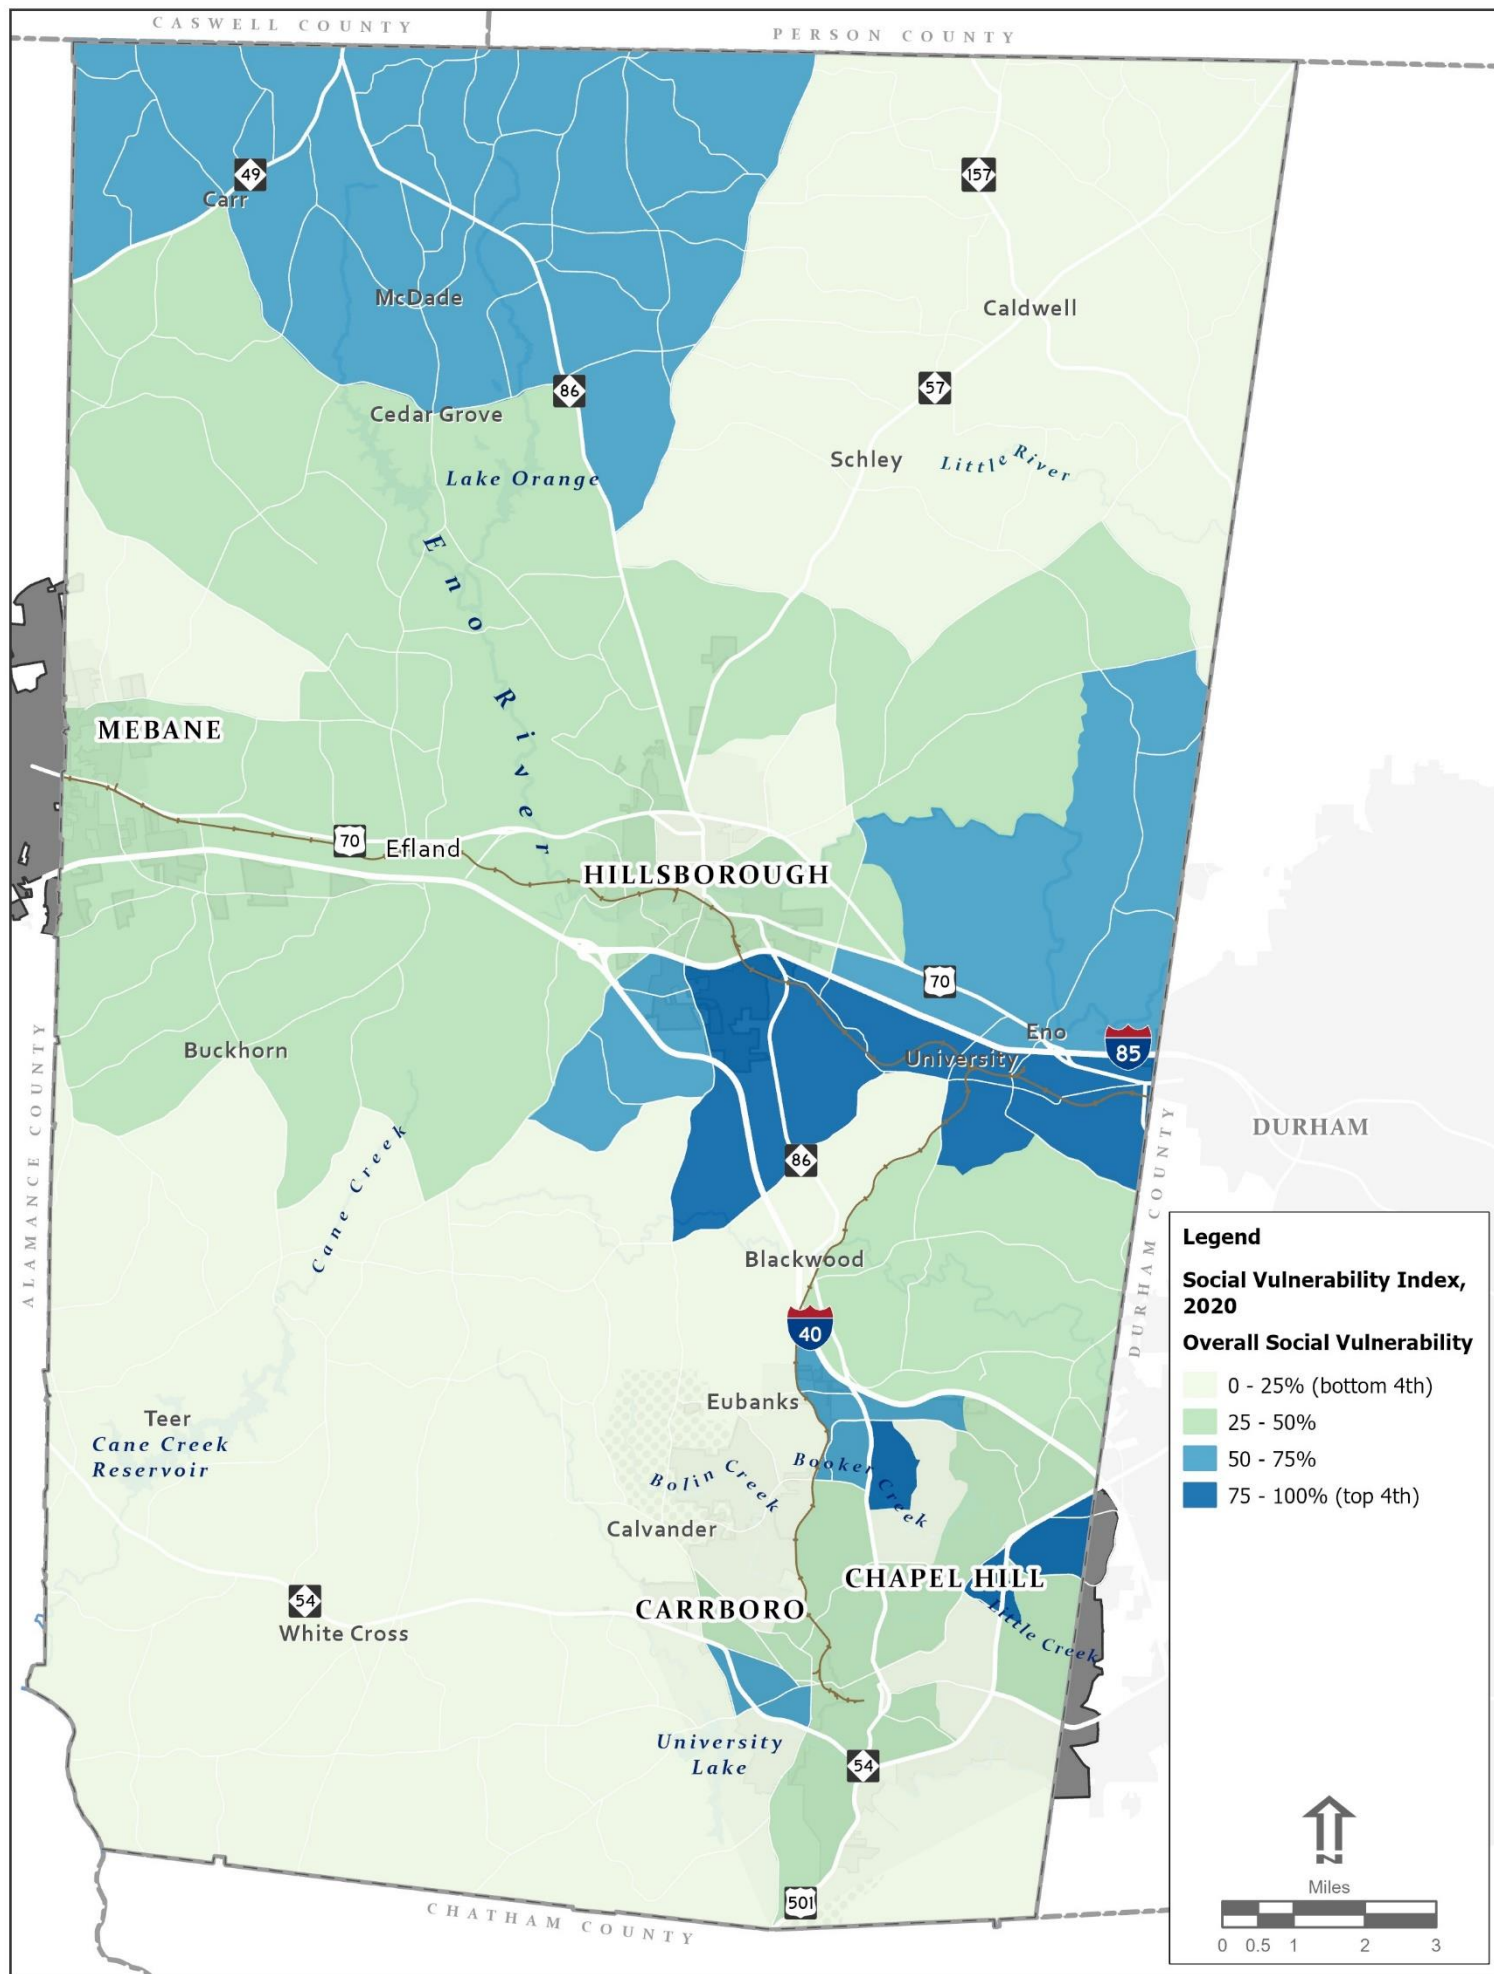 CASWELL COUNTY
PERSON COUNTY
49
Carr
157
McDade
Caldwell
86
57
Cedar Grove
Schley
Little River
Lake Orange
Eno River
MEBANE
70
Efland
HILLSBOROUGH
70
Buckhorn
Eno
85
University
ALAMANCE COUNTY
Cane Creek
86
DURHAM
DURHAM COUNTY
Blackwood
40
Eubanks
Teer
Cane Creek
Reservoir
Bolin Creek
Booker Creek
Calvander
CHAPEL HILL
54
CARRBORO
White Cross
Little Creek
University
Lake
54
501
CHATHAM COUNTY
Legend
Social Vulnerability Index,
2020
Overall Social Vulnerability
0 - 25% (bottom 4th)
25 - 50%
50 - 75%
75 - 100% (top 4th)
N
Miles
0 0.5 1 2 3